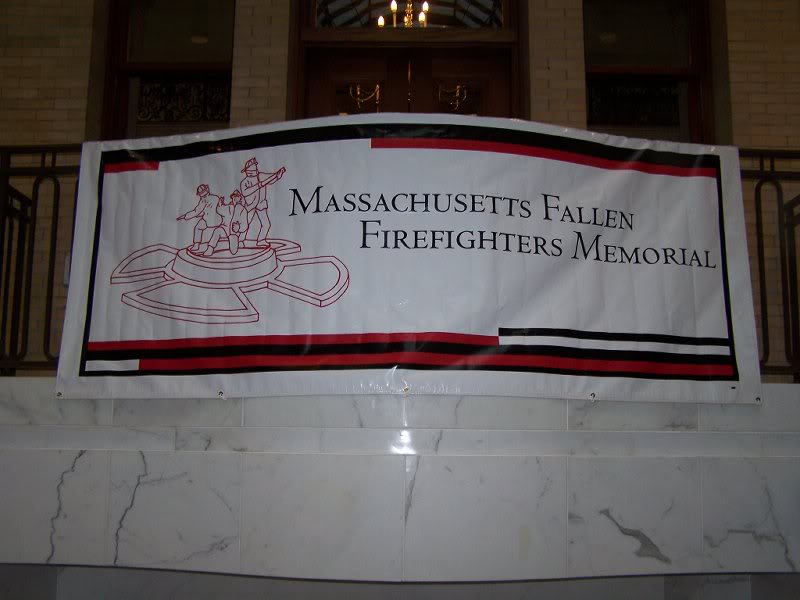 Massachusetts Fallen
Firefighters Memorial